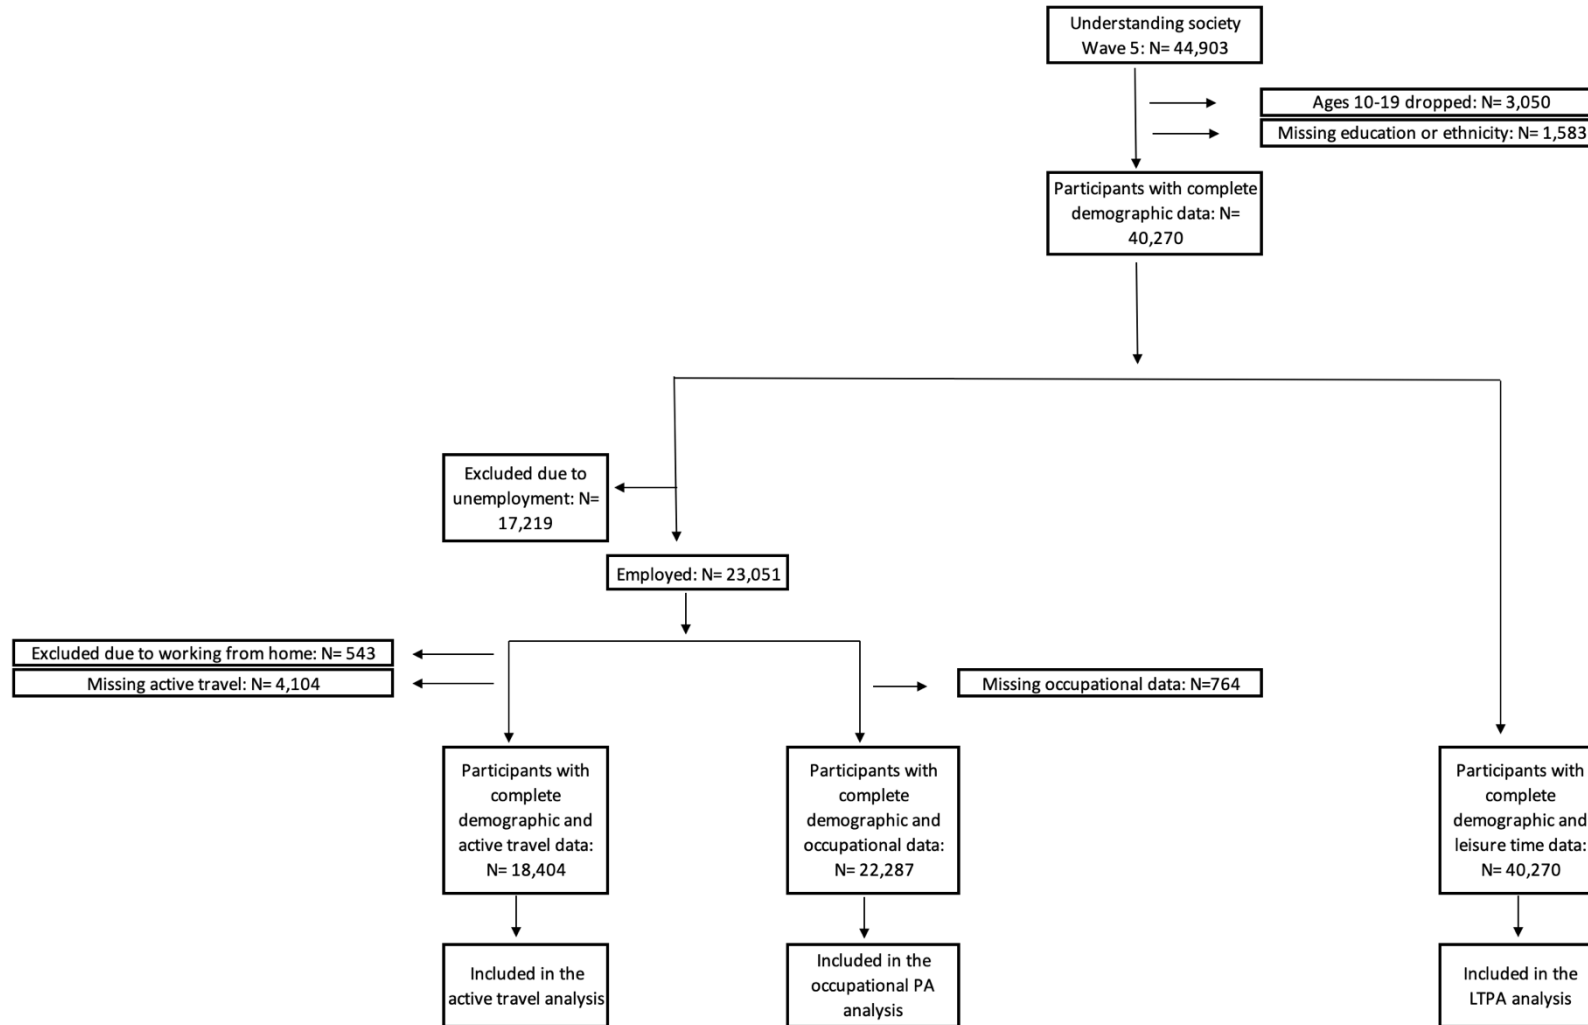 Understanding society
Wave 5: N= 44,903
Ages 10-19 dropped: N= 3,050
Missing education or ethnicity: N= 1,583
Participants with complete
demographic data: N=
40,270
Excluded due to
unemployment: N=
17,219
Employed: N= 23,051
Excluded due to working from home: N= 543
Missing active travel: N= 4,104
Missing occupational data: N=764
Participants with
complete
demographic and
active travel data:
N= 18,404
Participants with
complete
demographic and
occupational data:
N= 22,287
Participants with
complete
demographic and
leisure time data:
N= 40,270
Included in the
active travel analysis
Included in the
occupational PA
analysis
Included in the
LTPA analysis